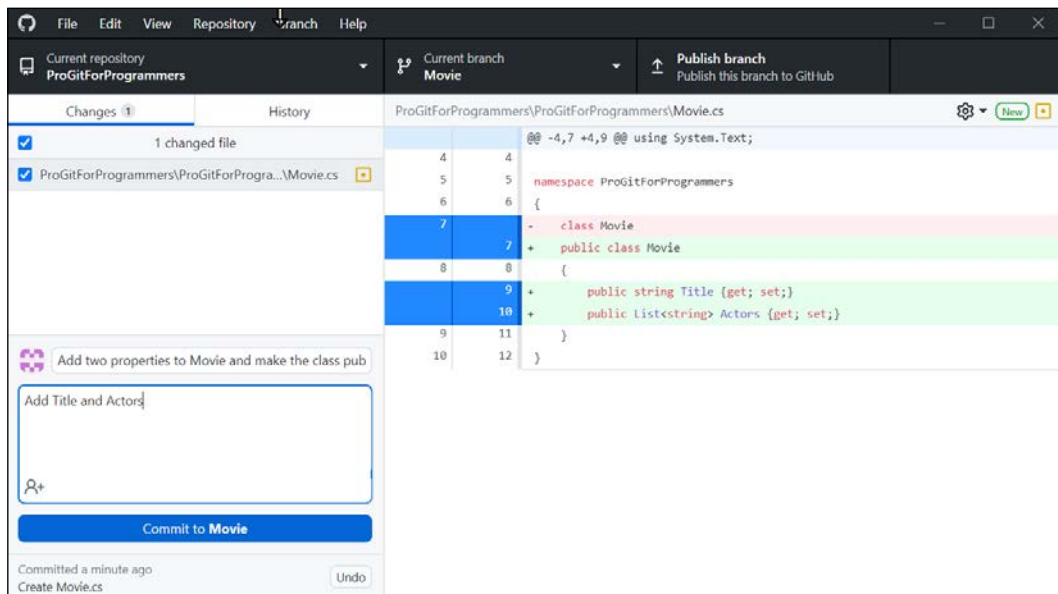 File Edit View Repository Branch Help
Current repository
ProGitForProgrammers
Current branch
Movie
Publish branch
Publish this branch to GitHub
Changes 1 History
ProGitForProgrammers\ProGitForProgrammers\Movie.cs New
1 changed file
ProGitForProgrammers\ProGitForProgra...\Movie.cs
@@ -4,7 +4,9 @@ using System.Text;
4 4
5 5 namespace ProGitForProgrammers
6 6 {
7 - class Movie
7 + public class Movie
8 8 {
9 + public string Title {get; set;}
10 + public List<string> Actors {get; set;}
9 11 }
10 12 }
Add two properties to Movie and make the class pub
Add Title and Actors
Commit to Movie
Committed a minute ago
Create Movie.cs
Undo